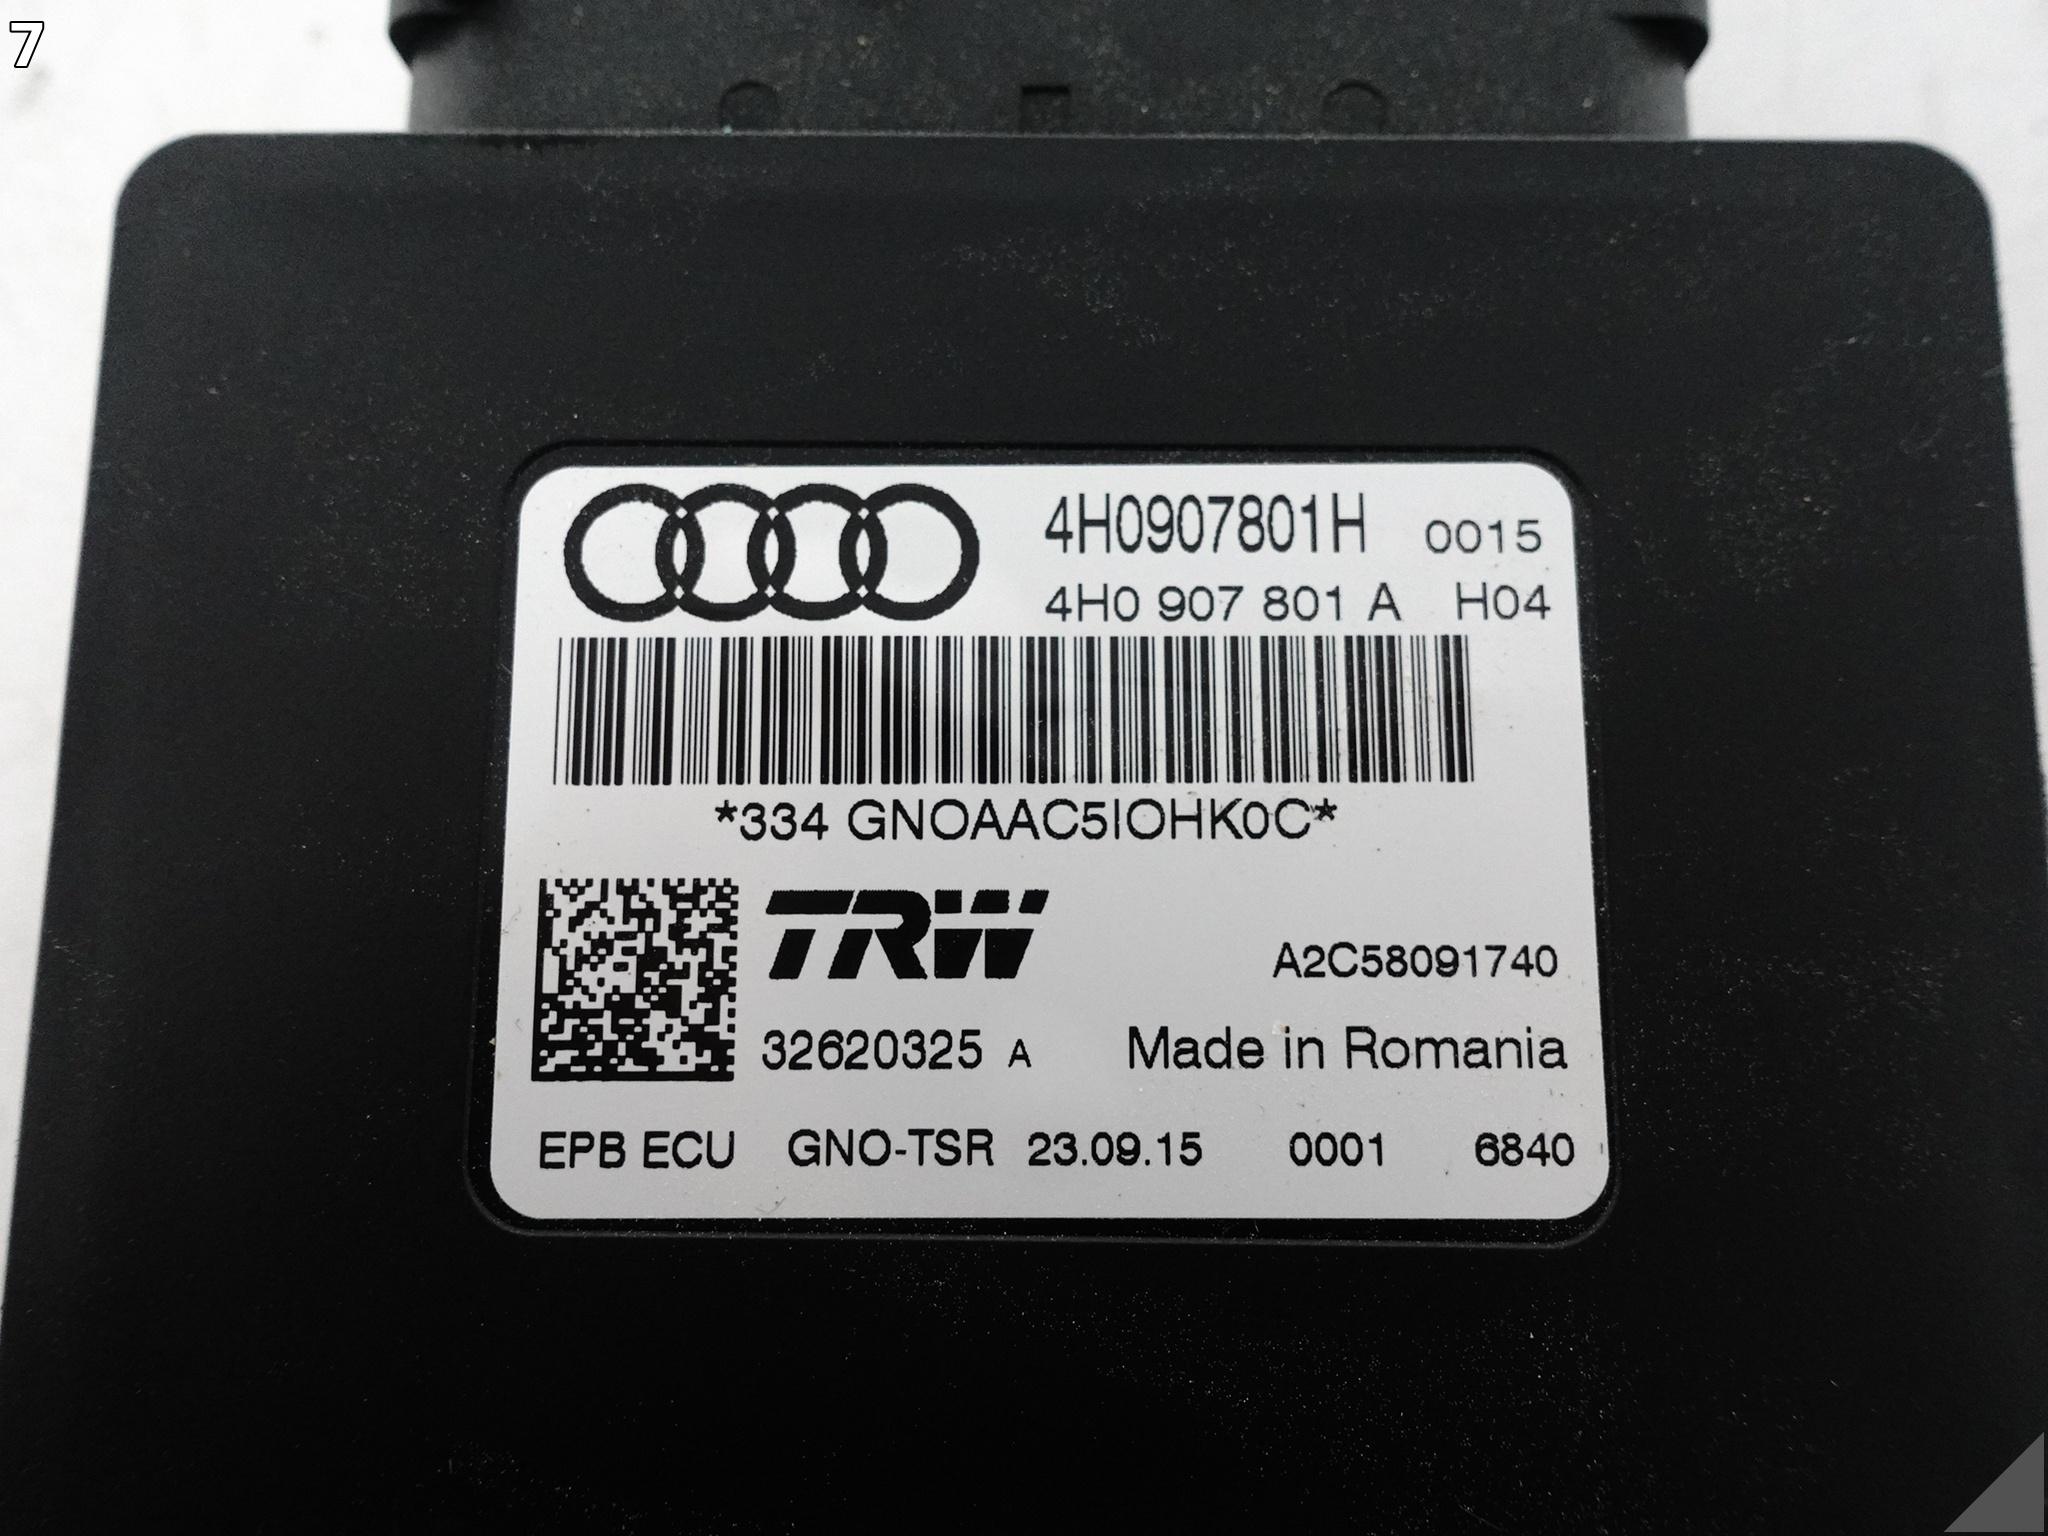 7
4H0907801H 0015
4H0 907 801 A H04
*334 GNOAAC5IOHK0C*
TRW
A2C58091740
32620325 A Made in Romania
EPB ECU GNO-TSR 23.09.15 0001 6840